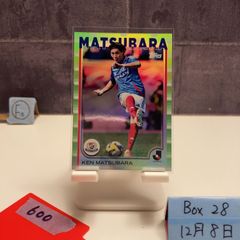 MATSUBARA
KEN MATSUBARA
600
Box 28
12月8日